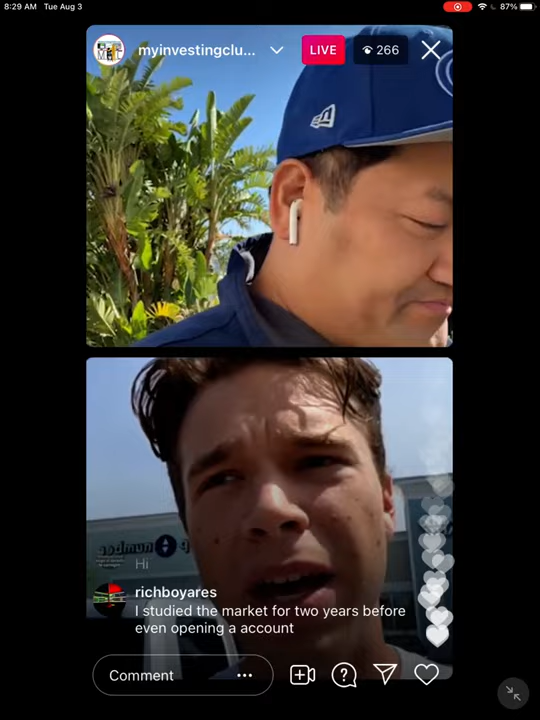 8:29 AM Tue Aug 3
87%
myinvestingclu...
LIVE
266
Hi
richboyares
I studied the market for two years before
even opening a account
Comment